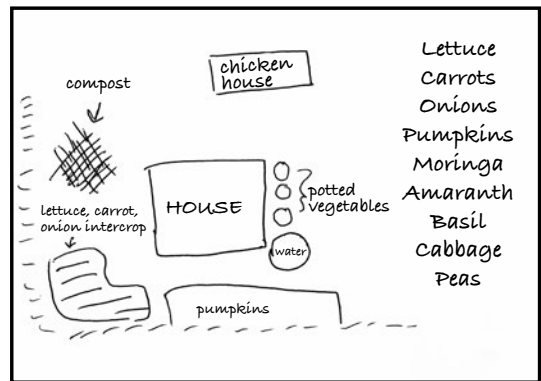 chicken
house
compost
HOUSE
potted
vegetables
lettuce, carrot,
onion intercrop
water
pumpkins
Lettuce
Carrots
Onions
Pumpkins
Moringa
Amaranth
Basil
Cabbage
Peas